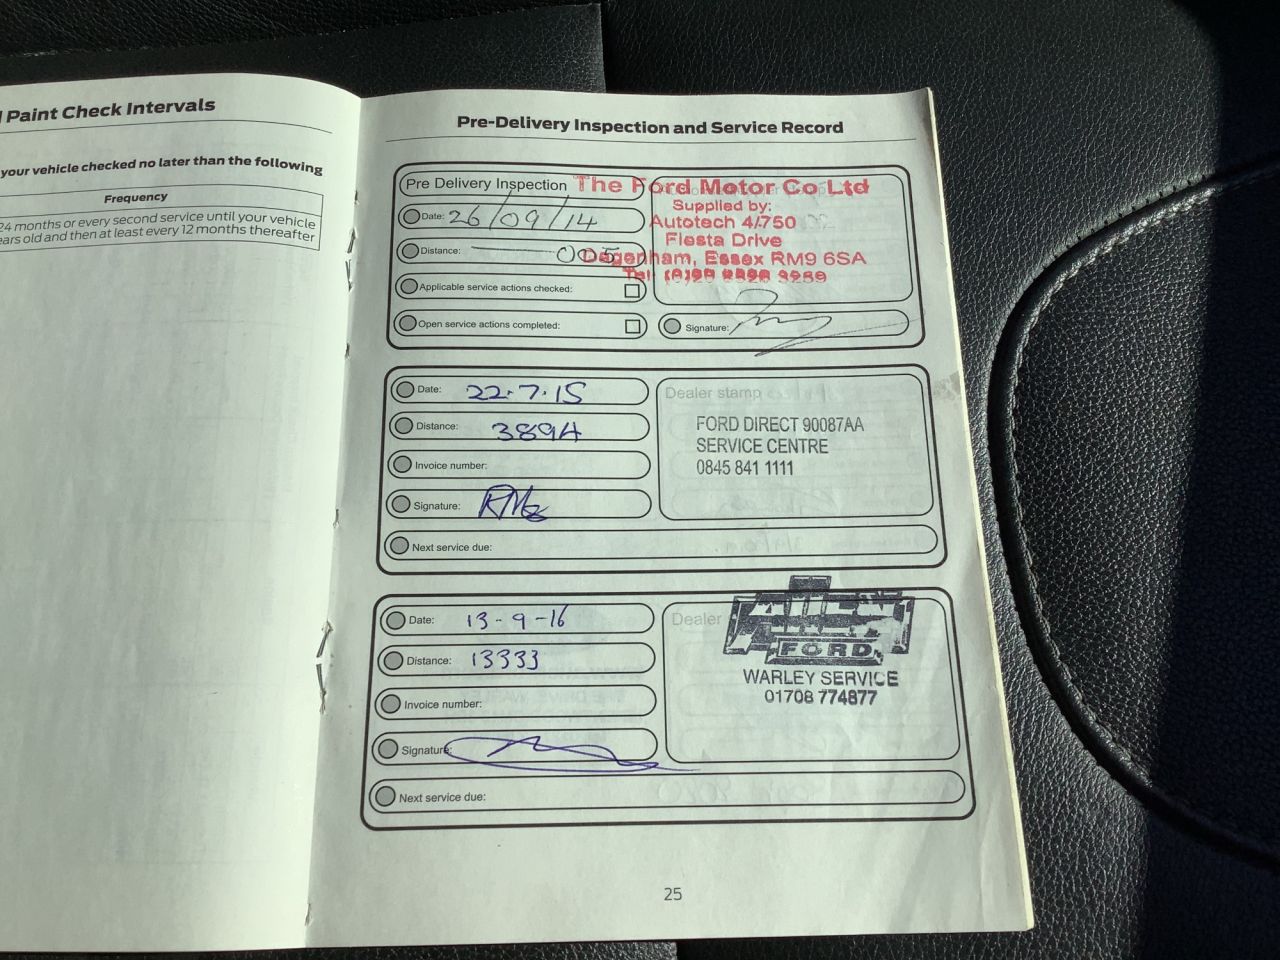 Paint Check Intervals
your vehicle checked no later than the following
Frequency
24 months or every second service until your vehicle
ears old and then at least every 12 months thereafter
Pre-Delivery Inspection and Service Record
Pre Delivery Inspection
Date: 26/09/14
Distance: 005
Applicable service actions checked:
Open service actions completed:
The Ford Motor Co Ltd
Supplied by:
Autotech 4/750
Fiesta Drive
Dagenham, Essex RM9 6SA
Tel:
Signature:
Date: 22.7.15
Distance: 3894
Invoice number:
Signature:
Next service due:
Dealer stamp
FORD DIRECT 90087AA
SERVICE CENTRE
0845 841 1111
Date: 13-9-16
Distance: 13333
Invoice number:
Signature:
Next service due:
Dealer
FORD
WARLEY SERVICE
01708 774877
25